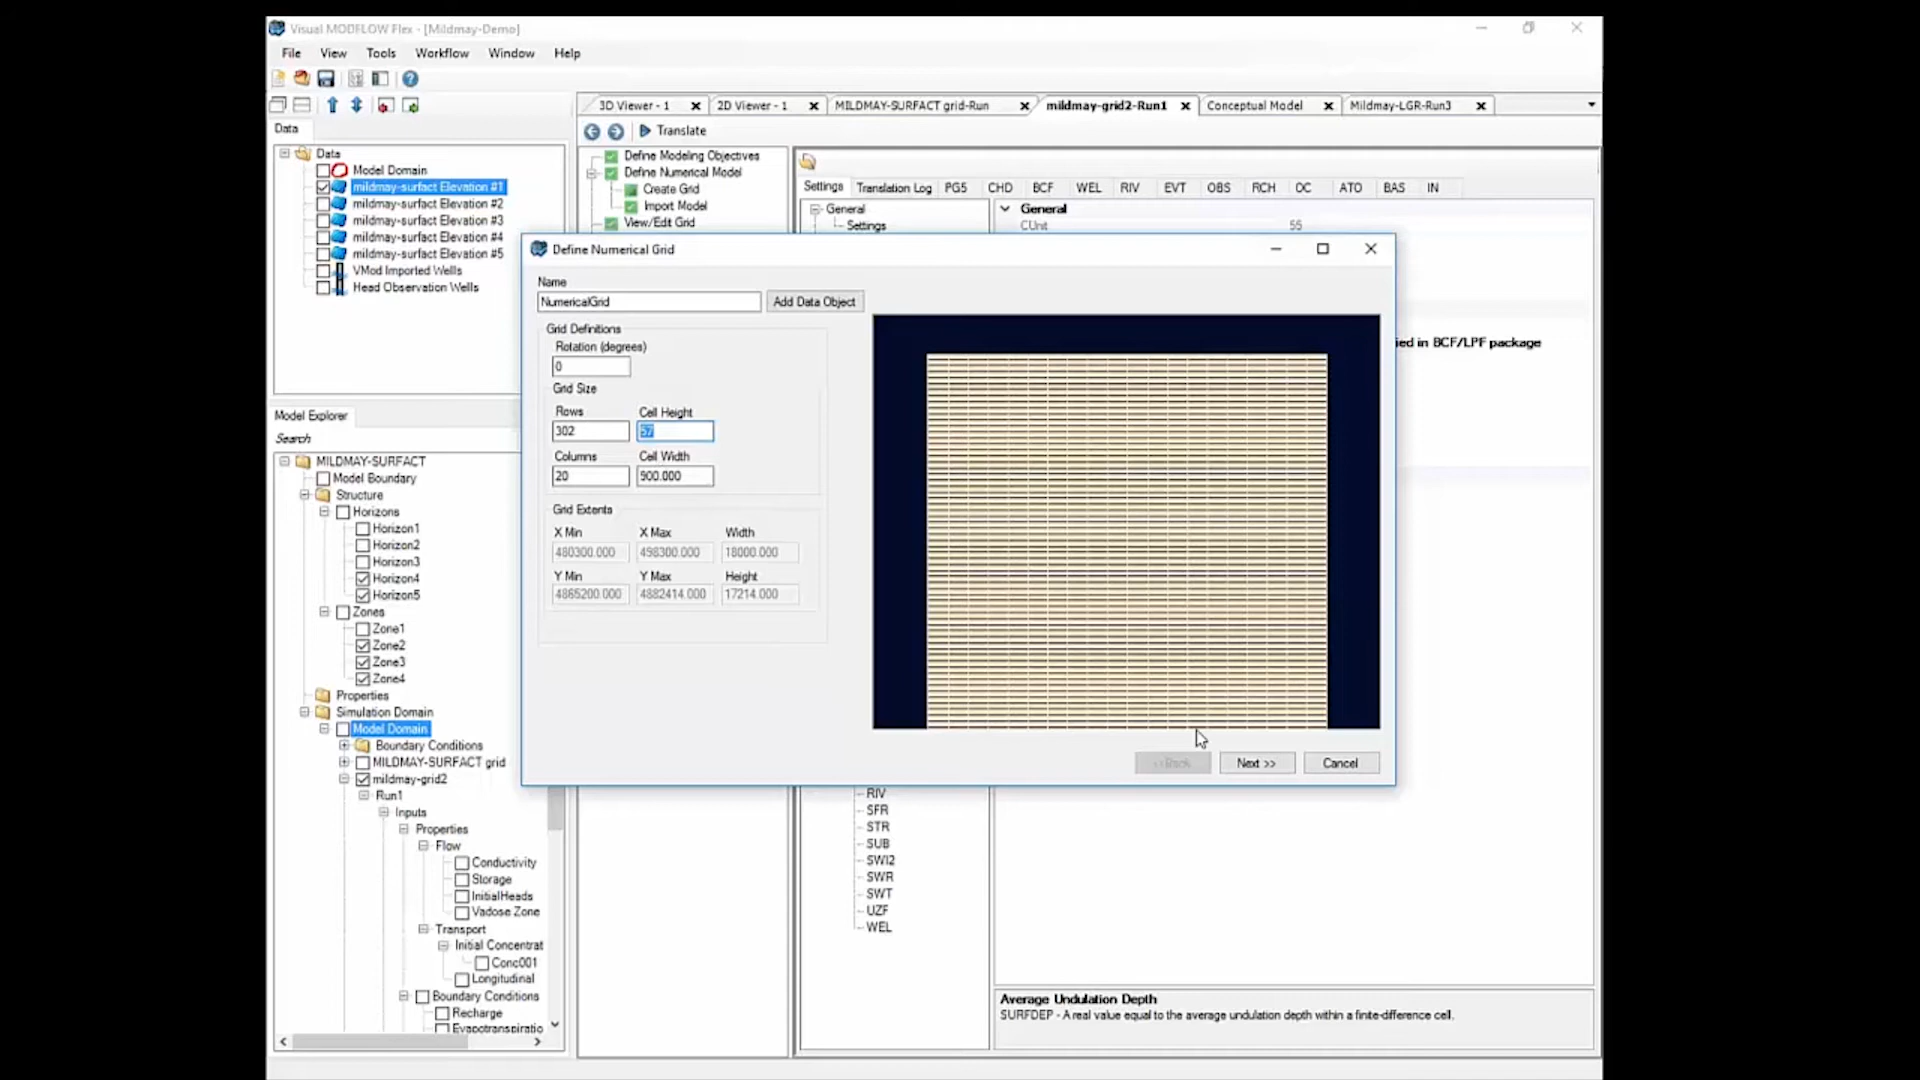 Visual MODFLOW Flex - [Mildmay-Demo]
File View Tools Workflow Window Help
3D Viewer - 1
2D Viewer - 1
MILDMAY-SURFACT grid-Run
mildmay-grid2-Run1
Conceptual Model
Mildmay-LGR-Run3
Data
Translate
Data
Model Domain
mildmay-surfact Elevation #1
mildmay-surfact Elevation #2
mildmay-surfact Elevation #3
mildmay-surfact Elevation #4
mildmay-surfact Elevation #5
VMod Imported Wells
Head Observation Wells
Define Modeling Objectives
Define Numerical Model
Create Grid
Import Model
View/Edit Grid
Settings Translation Log PG5 CHD BCF WEL RIV EVT OBS RCH OC ATO BAS IN
General
Settings
General
CUnit 55
ied in BCF/LPF package
Define Numerical Grid
Name
NumericalGrid
Add Data Object
Grid Definitions
Rotation (degrees)
0
Grid Size
Rows Cell Height
302 57
Columns Cell Width
20 900.000
Grid Extents
X Min X Max Width
480300.000 498300.000 18000.000
Y Min Y Max Height
4865200.000 4882414.000 17214.000
<<Back Next >> Cancel
Model Explorer
Search
MILDMAY-SURFACT
Model Boundary
Structure
Horizons
Horizon1
Horizon2
Horizon3
Horizon4
Horizon5
Zones
Zone1
Zone2
Zone3
Zone4
Properties
Simulation Domain
Model Domain
Boundary Conditions
MILDMAY-SURFACT grid
mildmay-grid2
Run1
Inputs
Properties
Flow
Conductivity
Storage
InitialHeads
Vadose Zone
Transport
Initial Concentrat
Conc001
Longitudinal
Boundary Conditions
Recharge
Evapotranspiratio
RIV
SFR
STR
SUB
SWI2
SWR
SWT
UZF
WEL
Average Undulation Depth
SURFDEP - A real value equal to the average undulation depth within a finite-difference cell.